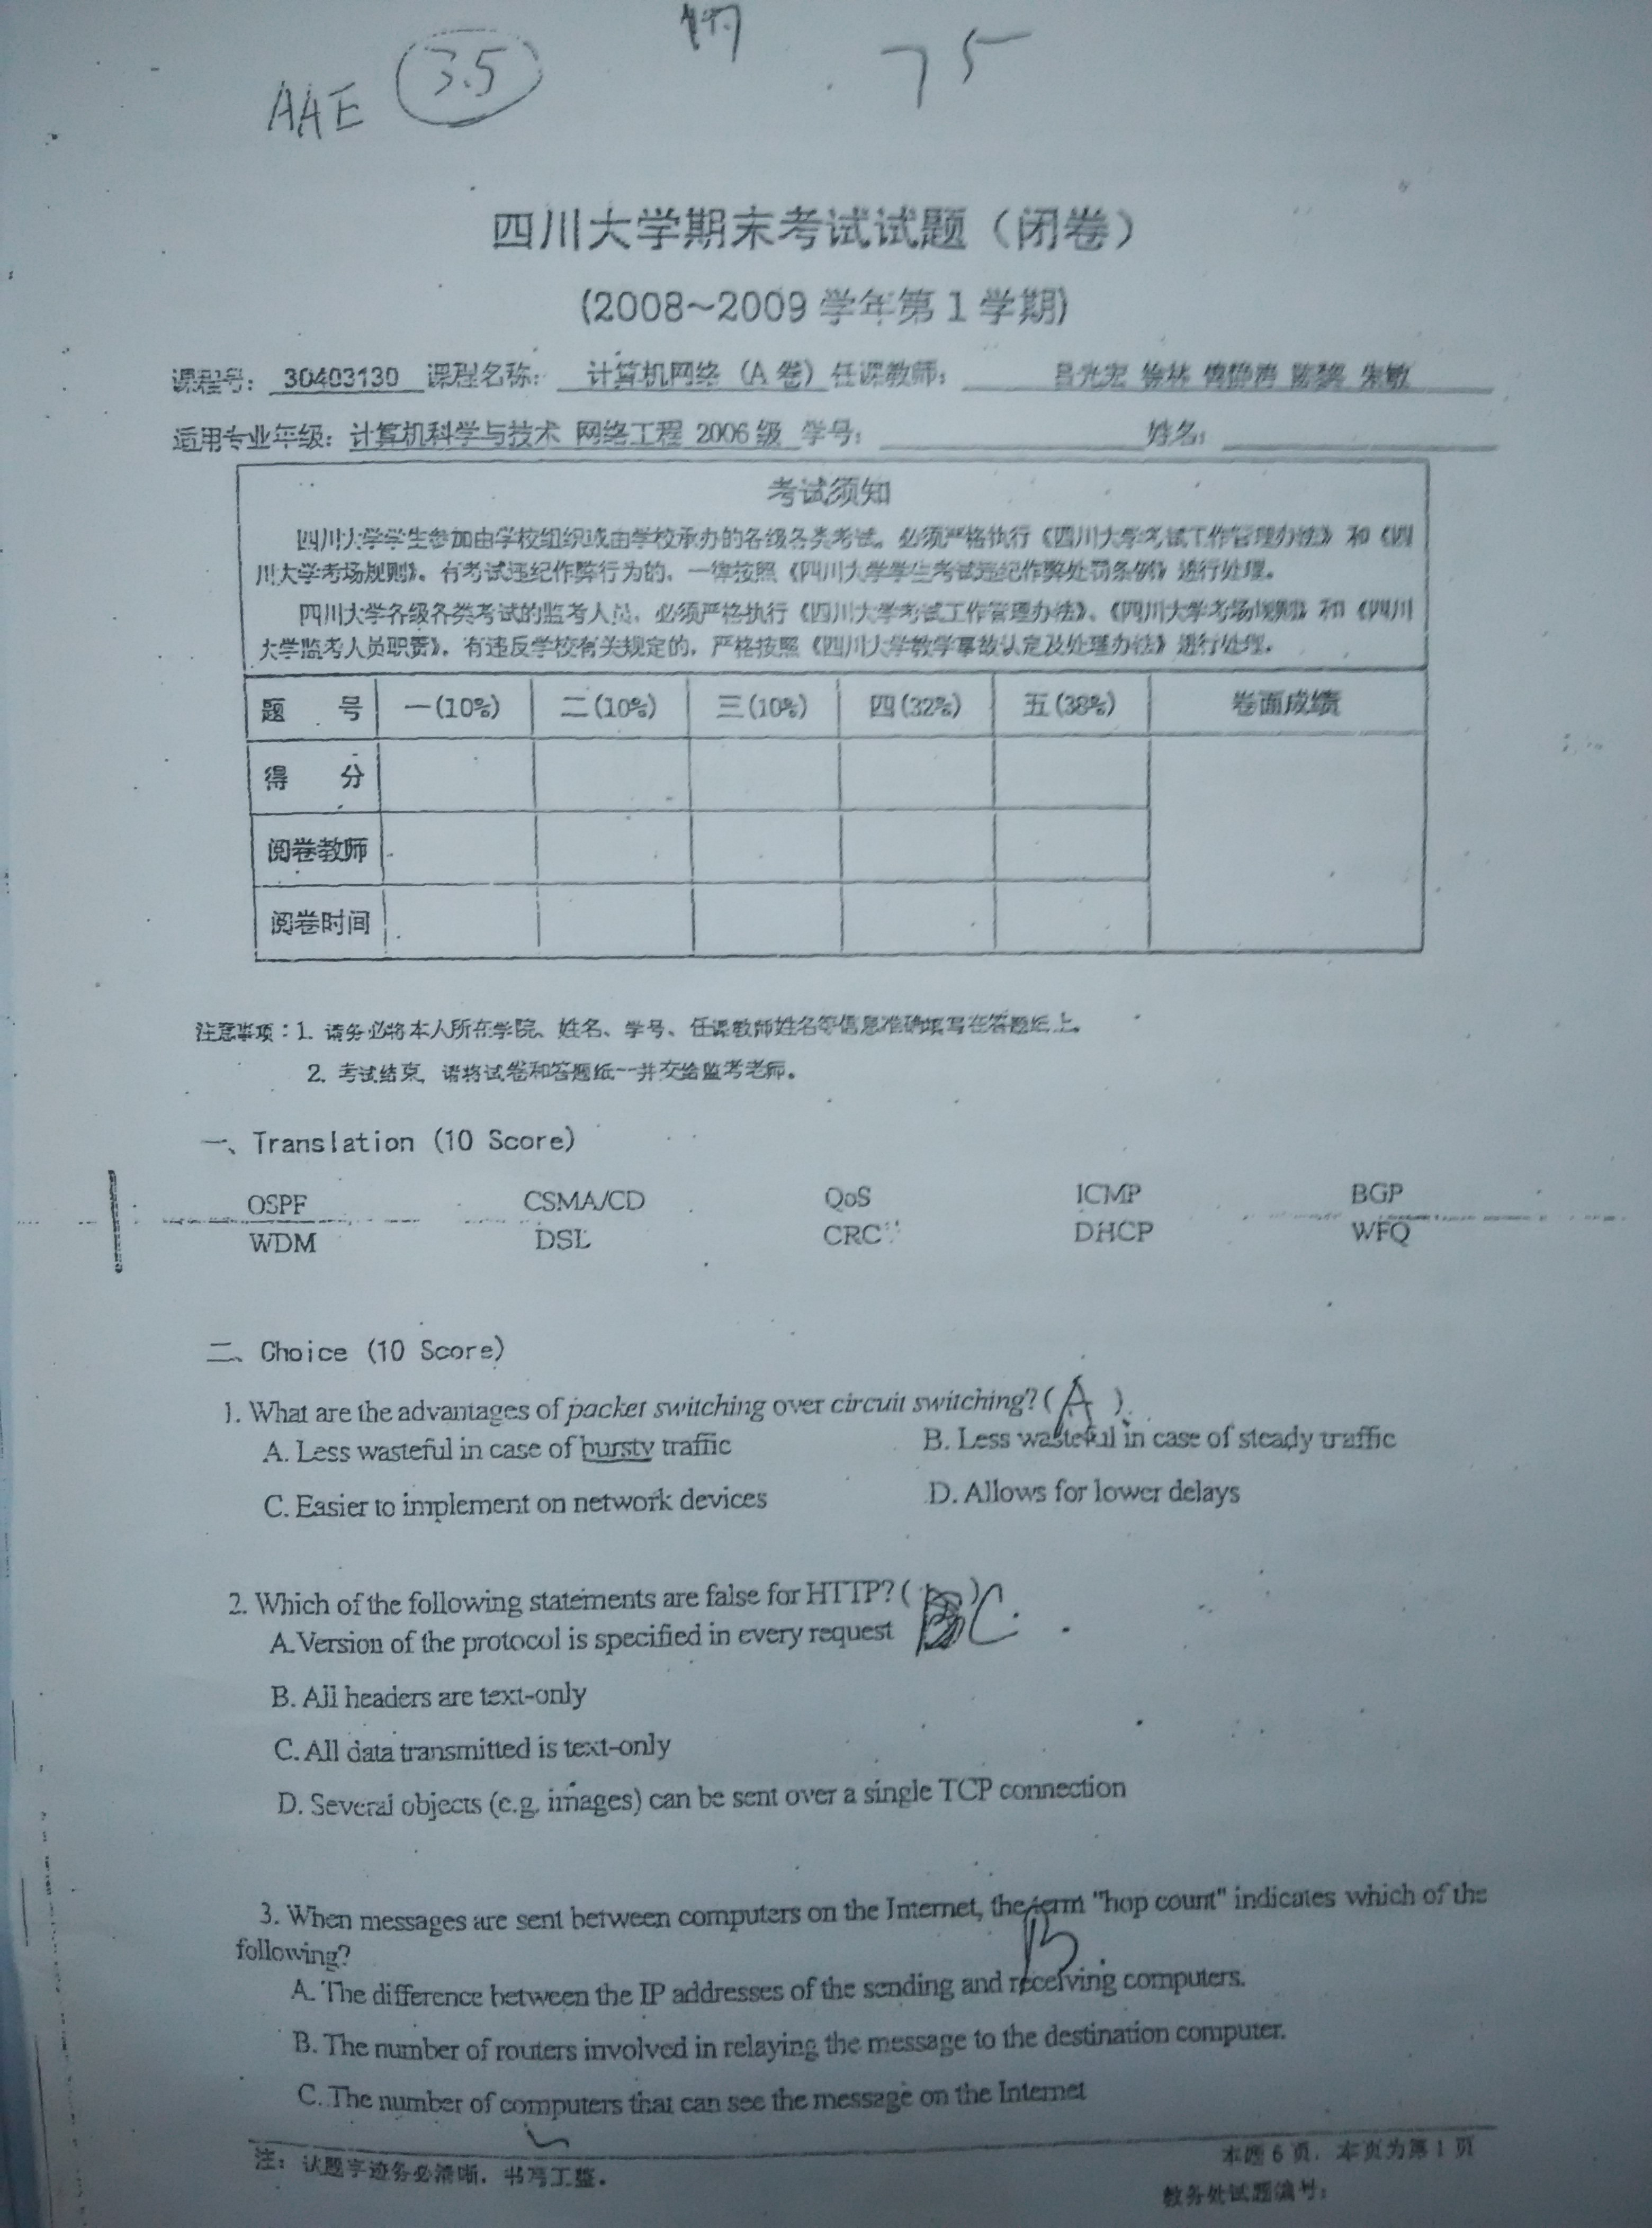 AAE 3.5 75
四川大学期末考试试题（闭卷）
(2008~2009 学年第 1 学期)
课程号： 30403130 课程名称： 计算机网络（A 卷） 任课教师：
适用专业年级：计算机科学与技术 网络工程 2006 级 学号： 姓名：
考试须知
四川大学学生参加由学校组织或由学校承办的各级各类考试，必须严格执行《四川大学考试工作管理办法》和《四
川大学考场规则》。有考试违纪作弊行为的，一律按照《四川大学学生考试违纪作弊处罚条例》进行处理。
四川大学各级各类考试的监考人员，必须严格执行《四川大学考试工作管理办法》、《四川大学考场规则》和《四川
大学监考人员职责》。有违反学校有关规定的，严格按照《四川大学教学事故认定及处理办法》进行处理。
题 号 一(10%) 二(10%) 三(10%) 四(32%) 五(38%) 卷面成绩
得 分
阅卷教师
阅卷时间
注意事项：1. 请务必将本人所在学院、姓名、学号、任课教师姓名等信息准确填写在答题纸上。
2. 考试结束，请将试卷和答题纸一并交给监考老师。
一、Translation (10 Score)
OSPF CSMA/CD QoS ICMP BGP
WDM DSL CRC DHCP WFQ
二、Choice (10 Score)
1. What are the advantages of packet switching over circuit switching? ( A ).
A. Less wasteful in case of bursty traffic B. Less wasteful in case of steady traffic
C. Easier to implement on network devices D. Allows for lower delays
2. Which of the following statements are false for HTTP? ( ) C
A. Version of the protocol is specified in every request
B. All headers are text-only
C. All data transmitted is text-only
D. Several objects (e.g. images) can be sent over a single TCP connection
3. When messages are sent between computers on the Internet, the term "hop count" indicates which of the
following? B
A. The difference between the IP addresses of the sending and receiving computers.
B. The number of routers involved in relaying the message to the destination computer.
C. The number of computers that can see the message on the Internet
注：试题字迹务必清晰，书写工整。 本题 6 页，本页为第 1 页
教务处试题编号：